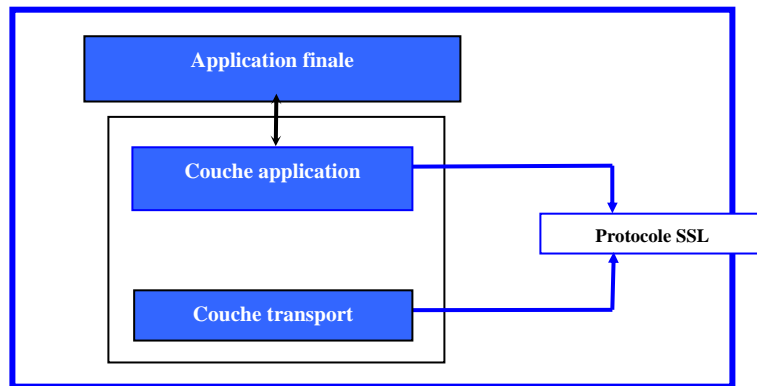 Application finale
Couche application
Protocole SSL
Couche transport